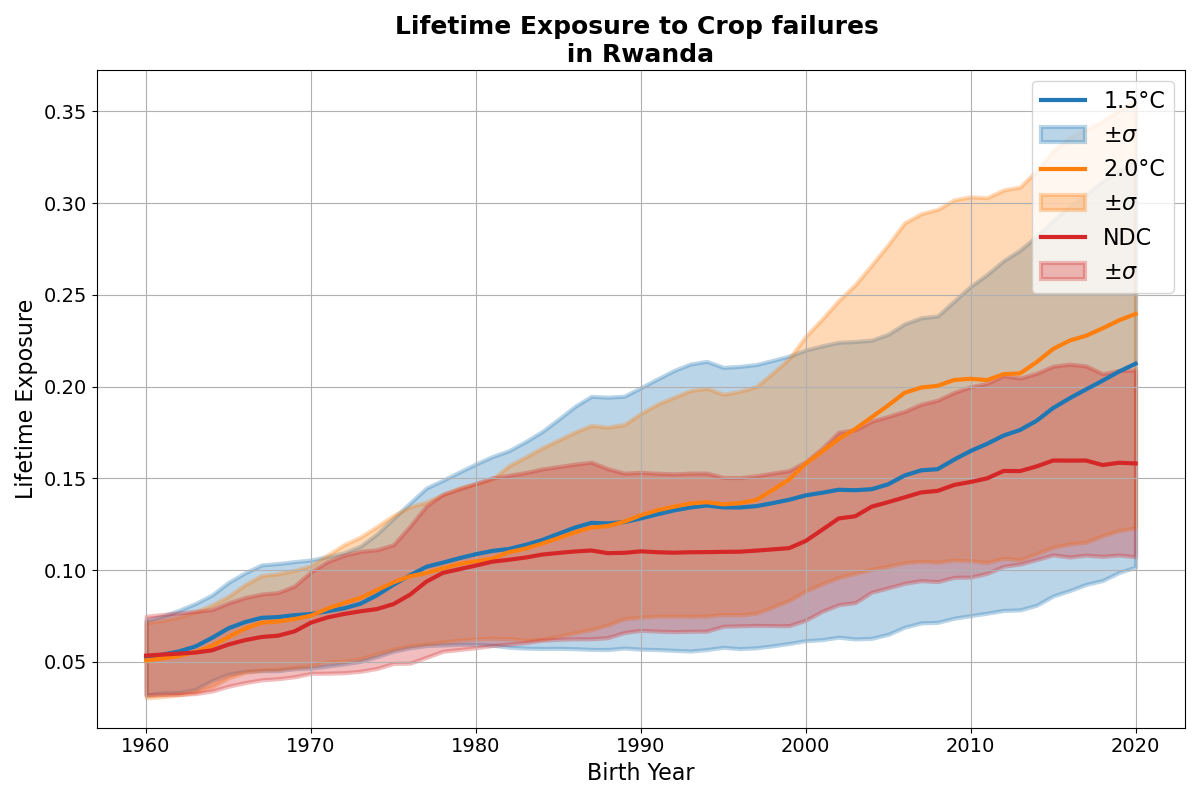 Lifetime Exposure to Crop failures
in Rwanda
Lifetime Exposure
0.35
0.30
0.25
0.20
0.15
0.10
0.05
1960
1970
1980
1990
2000
2010
2020
Birth Year
1.5°C
±σ
2.0°C
±σ
NDC
±σ